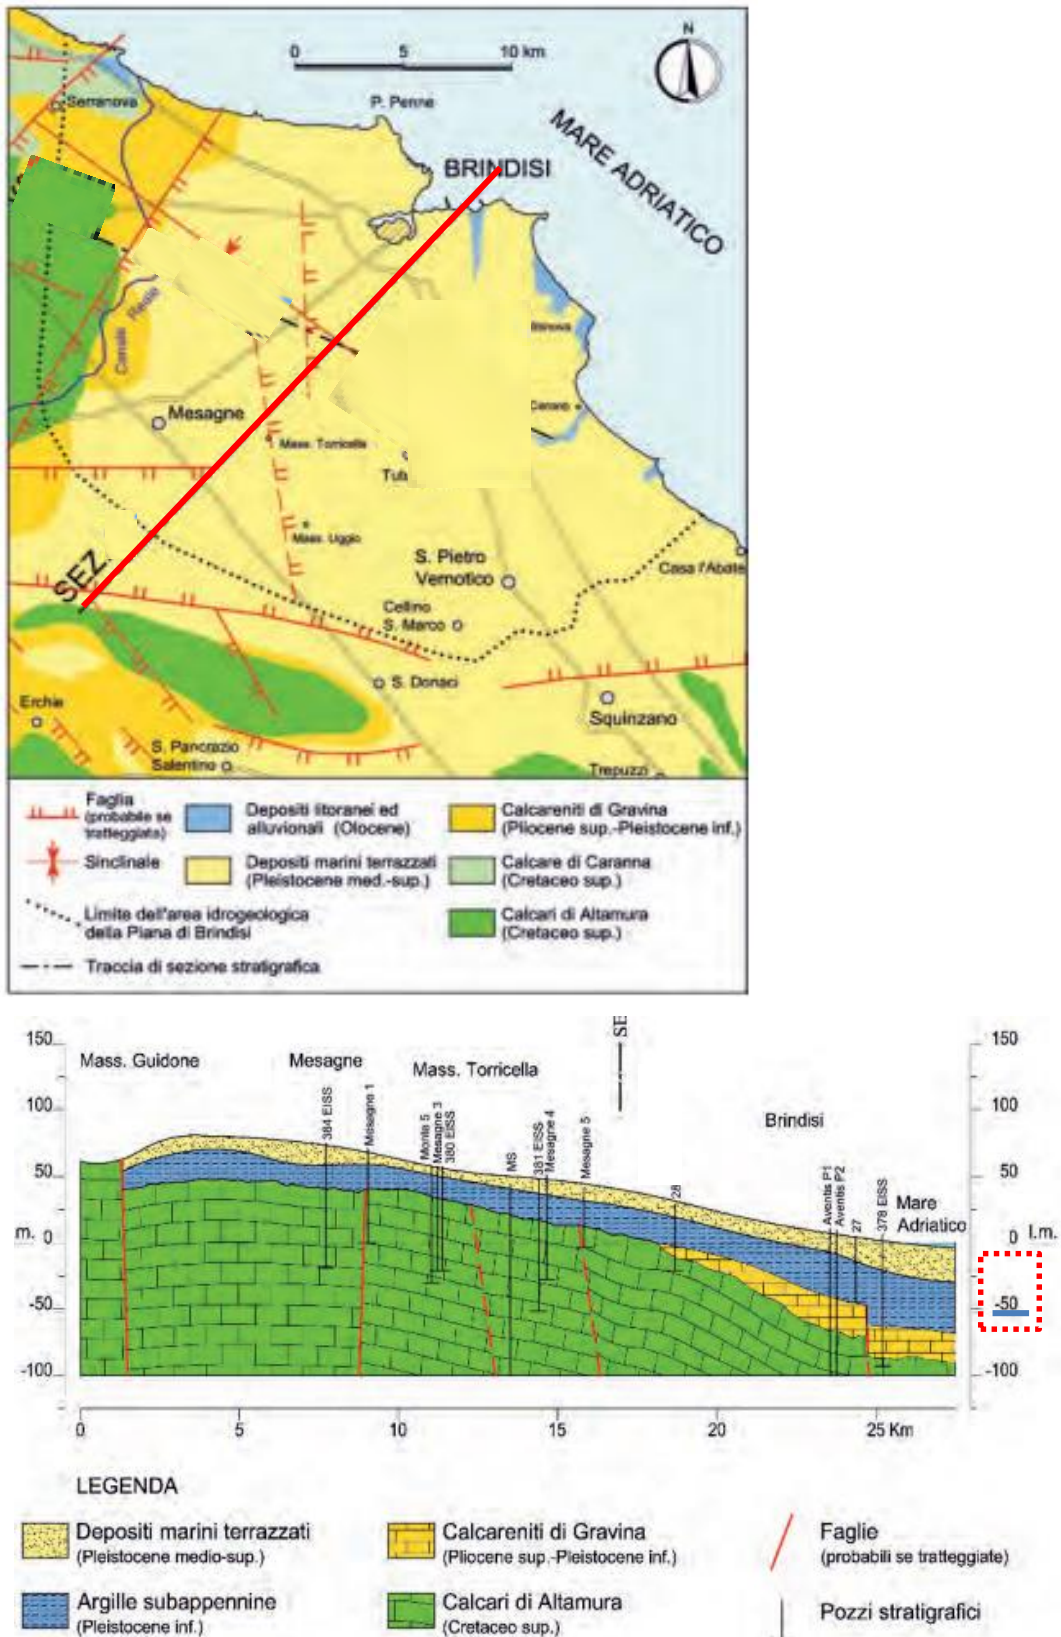 N
0 5 10 km
Serranova
P. Penne
MARE ADRIATICO
BRINDISI
Canale Reale
Mesagne
Mass. Torricella
Cerano
Tutu
Mass. Uggio
SEZ
S. Pietro
Vernotico
Casa l'Abate
Cellino
S. Marco
S. Donaci
Erchie
Squinzano
S. Pancrazio
Salentino
Trepuzzi
Faglia
(probabile se
tratteggiata)
Sinclinale
Limite dell'area idrogeologica
della Piana di Brindisi
Traccia di sezione stratigrafica
Depositi litoranei ed
alluvionali (Olocene)
Depositi marini terrazzati
(Pleistocene med.-sup.)
Calcareniti di Gravina
(Pliocene sup.-Pleistocene inf.)
Calcare di Caranna
(Cretaceo sup.)
Calcari di Altamura
(Cretaceo sup.)
SE
150 150
Mass. Guidone Mesagne Mass. Torricella
100 100
Brindisi
384 EISS
Mesagne 1
Monta 5
Mesagne 3
380 EISS
MS
381 EISS
Mesagne 4
Mesagne 5
28
Aventis P1
Aventis P2
27
378 EISS
50 50
Mare
Adriatico
m. 0 0 l.m.
-50 -50
-100 -100
0 5 10 15 20 25 Km
LEGENDA
Depositi marini terrazzati
(Pleistocene medio-sup.)
Argille subappennine
(Pleistocene inf.)
Calcareniti di Gravina
(Pliocene sup.-Pleistocene inf.)
Calcari di Altamura
(Cretaceo sup.)
Faglie
(probabili se tratteggiate)
Pozzi stratigrafici